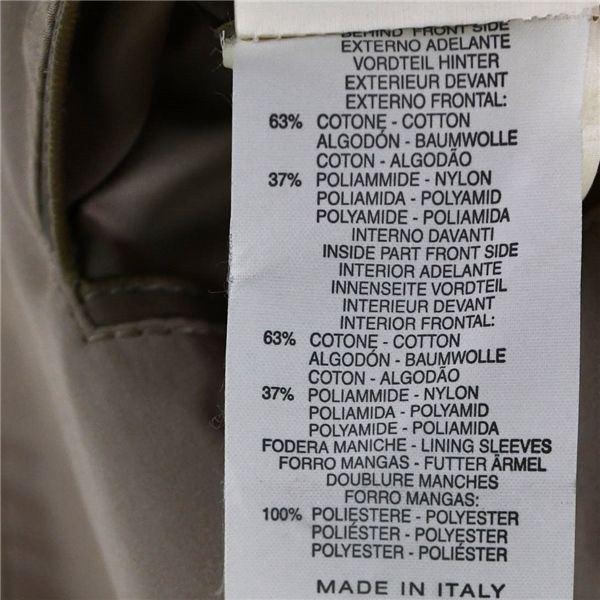 BEHIND FRONT SIDE
EXTERNO ADELANTE
VORDTEIL HINTER
EXTERIEUR DEVANT
EXTERNO FRONTAL:
63% COTONE - COTTON
ALGODÓN - BAUMWOLLE
COTON - ALGODÃO
37% POLIAMMIDE - NYLON
POLIAMIDA - POLYAMID
POLYAMIDE - POLIAMIDA
INTERNO DAVANTI
INSIDE PART FRONT SIDE
INTERIOR ADELANTE
INNENSEITE VORDTEIL
INTERIEUR DEVANT
INTERIOR FRONTAL:
63% COTONE - COTTON
ALGODÓN - BAUMWOLLE
COTON - ALGODÃO
37% POLIAMMIDE - NYLON
POLIAMIDA - POLYAMID
POLYAMIDE - POLIAMIDA
FODERA MANICHE - LINING SLEEVES
FORRO MANGAS - FUTTER ÄRMEL
DOUBLURE MANCHES
FORRO MANGAS:
100% POLIESTERE - POLYESTER
POLIÉSTER - POLYESTER
POLYESTER - POLIÉSTER
MADE IN ITALY